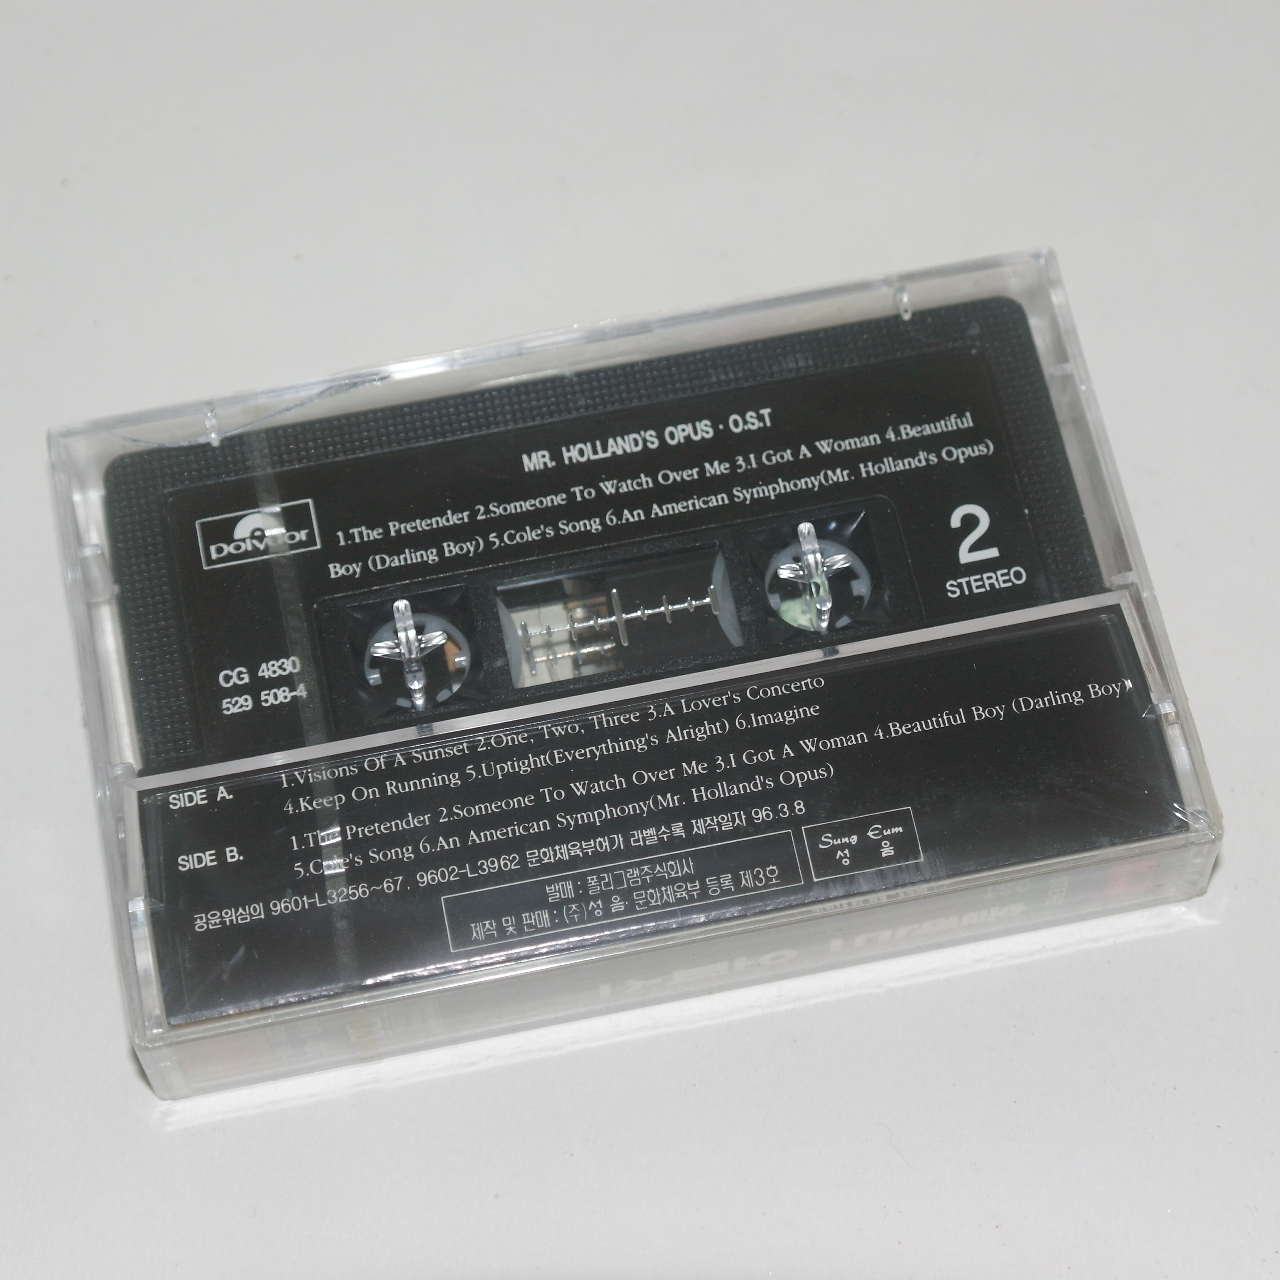 MR. HOLLAND'S OPUS · O.S.T
polydor
1.The Pretender 2.Someone To Watch Over Me 3.I Got A Woman 4.Beautiful
Boy (Darling Boy) 5.Cole's Song 6.An American Symphony(Mr. Holland's Opus)
2
STEREO
CG 4830
529 508-4
SIDE A.
1.Visions Of A Sunset 2.One, Two, Three 3.A Lover's Concerto
4.Keep On Running 5.Uptight(Everything's Alright) 6.Imagine
SIDE B.
1.The Pretender 2.Someone To Watch Over Me 3.I Got A Woman 4.Beautiful Boy (Darling Boy)
5.Cole's Song 6.An American Symphony(Mr. Holland's Opus)
공윤위심의 9601-L3256~67. 9602-L3962 문화체육부허가 라벨수록 제작일자 96.3.8
발매 : 폴리그램주식회사
제작 및 판매 : (주)성 음· 문화체육부 등록 제3호
Sung Eum
성 음